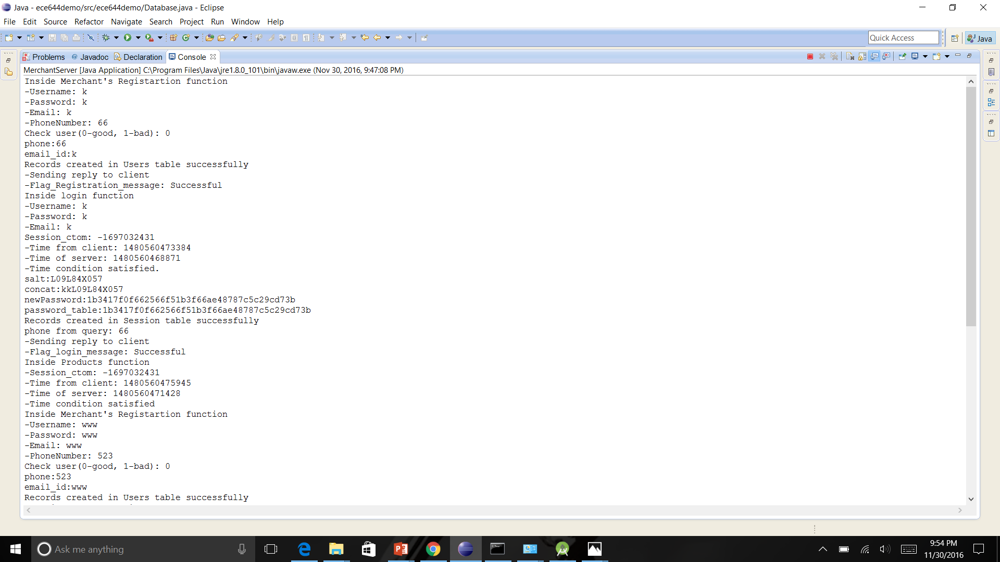 Java - ece644demo/src/ece644demo/Database.java - Eclipse
File Edit Source Refactor Navigate Search Project Run Window Help
Quick Access
Java
Problems @ Javadoc Declaration Console
MerchantServer [Java Application] C:\Program Files\Java\jre1.8.0_101\bin\javaw.exe (Nov 30, 2016, 9:47:08 PM)
Inside Merchant's Registartion function
-Username: k
-Password: k
-Email: k
-PhoneNumber: 66
Check user(0-good, 1-bad): 0
phone:66
email_id:k
Records created in Users table successfully
-Sending reply to client
-Flag_Registration_message: Successful
Inside login function
-Username: k
-Password: k
-Email: k
Session_ctom: -1697032431
-Time from client: 1480560473384
-Time of server: 1480560468871
-Time condition satisfied.
salt:L09L84X057
concat:kkL09L84X057
newPassword:1b3417f0f662566f51b3f66ae48787c5c29cd73b
password_table:1b3417f0f662566f51b3f66ae48787c5c29cd73b
Records created in Session table successfully
phone from query: 66
-Sending reply to client
-Flag_login_message: Successful
Inside Products function
-Session_ctom: -1697032431
-Time from client: 1480560475945
-Time of server: 1480560471428
-Time condition satisfied
Inside Merchant's Registartion function
-Username: www
-Password: www
-Email: www
-PhoneNumber: 523
Check user(0-good, 1-bad): 0
phone:523
email_id:www
Records created in Users table successfully
Ask me anything
9:54 PM
11/30/2016